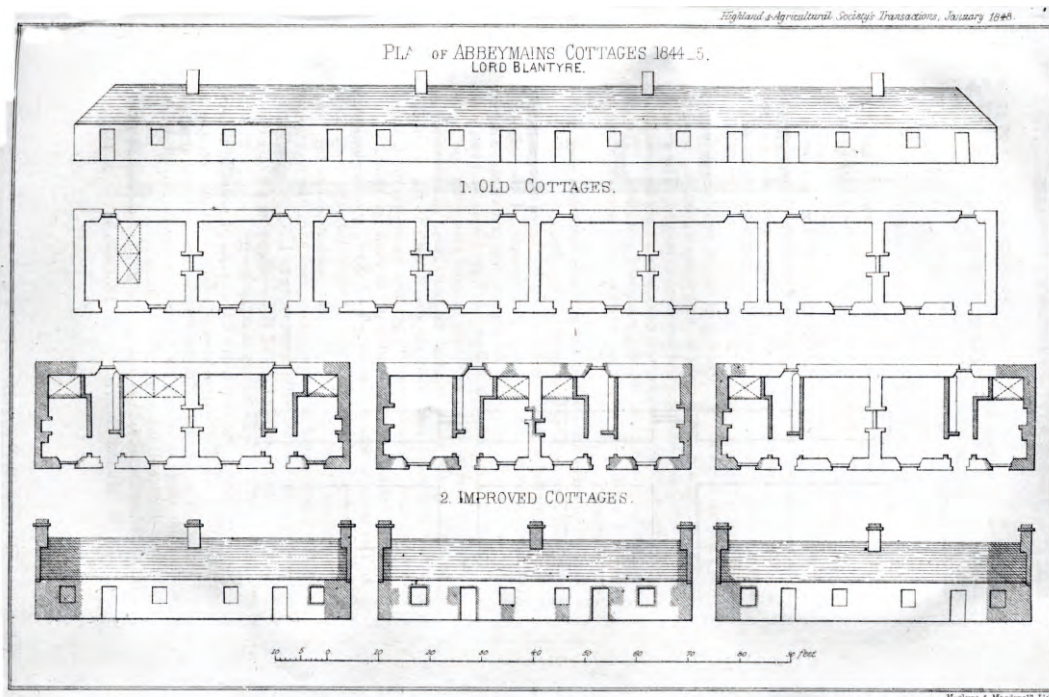 Highland & Agricultural Society's Transactions, January 1848.
PLA OF ABBEYMAINS COTTAGES 1844_5.
LORD BLANTYRE.
1. OLD COTTAGES.
2. IMPROVED COTTAGES.
10 5 0 10 20 30 40 50 60 70 80 90 feet